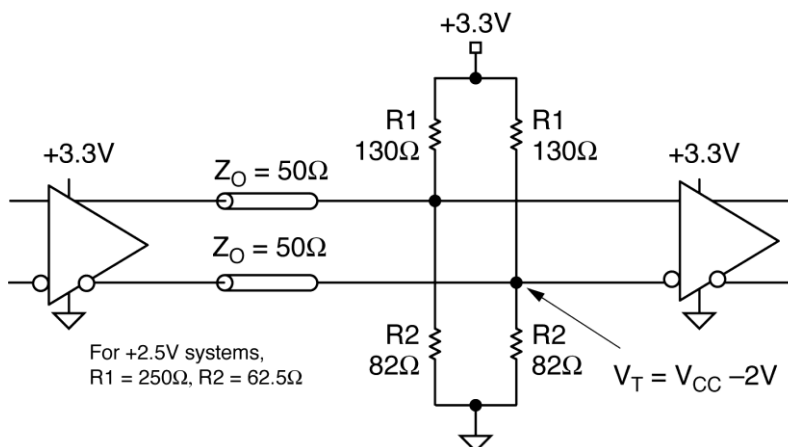 +3.3V
R1
130Ω
R1
130Ω
+3.3V
Z_O = 50Ω
+3.3V
Z_O = 50Ω
R2
82Ω
R2
82Ω
For +2.5V systems,
R1 = 250Ω, R2 = 62.5Ω
V_T = V_CC –2V